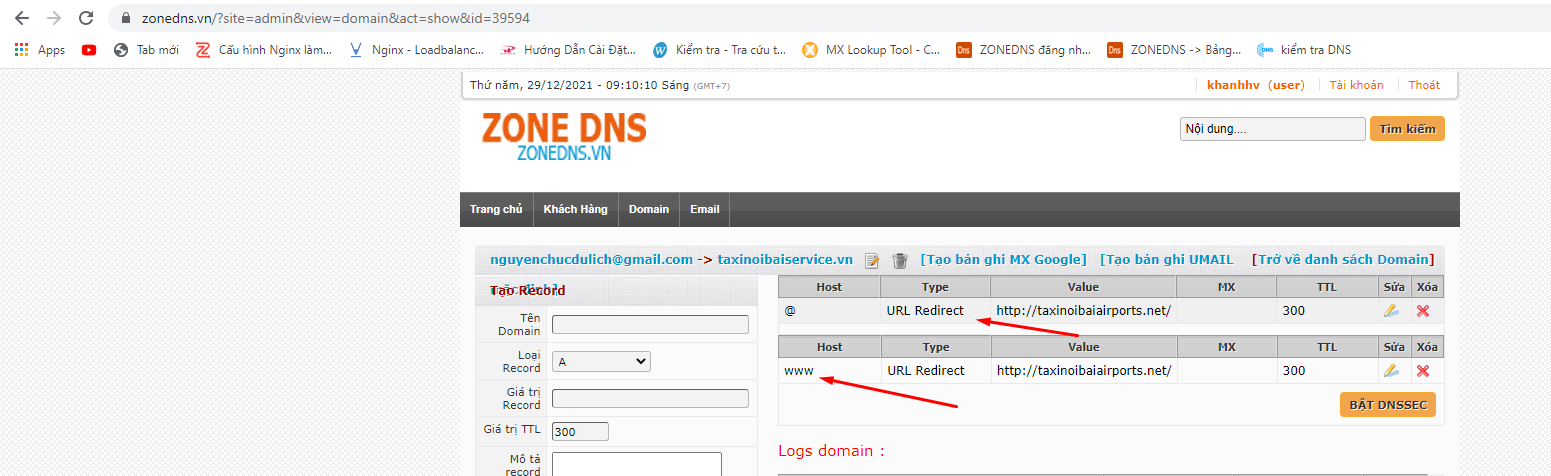 zonedns.vn/?site=admin&view=domain&act=show&id=39594
Apps Tab mới Cấu hình Nginx làm... Nginx - Loadbalanc... Hướng Dẫn Cài Đặt... Kiểm tra - Tra cứu t... MX Lookup Tool - C... ZONEDNS đăng nh... ZONEDNS -> Bảng... kiểm tra DNS
Thứ năm, 29/12/2021 - 09:10:10 Sáng (GMT+7) khanhhv (user) Tài khoản Thoát
ZONE DNS
ZONEDNS.VN
Nội dung.... Tìm kiếm
Trang chủ Khách Hàng Domain Email
nguyenchucdulich@gmail.com -> taxinoibaiservice.vn [Tạo bản ghi MX Google] [Tạo bản ghi UMAIL [Trở về danh sách Domain]
Tạo Record
Tên Domain
Loại Record A
Giá trị Record
Giá trị TTL 300
Mô tả record
Host Type Value MX TTL Sửa Xóa
@ URL Redirect http://taxinoibaiairports.net/ 300
Host Type Value MX TTL Sửa Xóa
www URL Redirect http://taxinoibaiairports.net/ 300
BẬT DNSSEC
Logs domain :